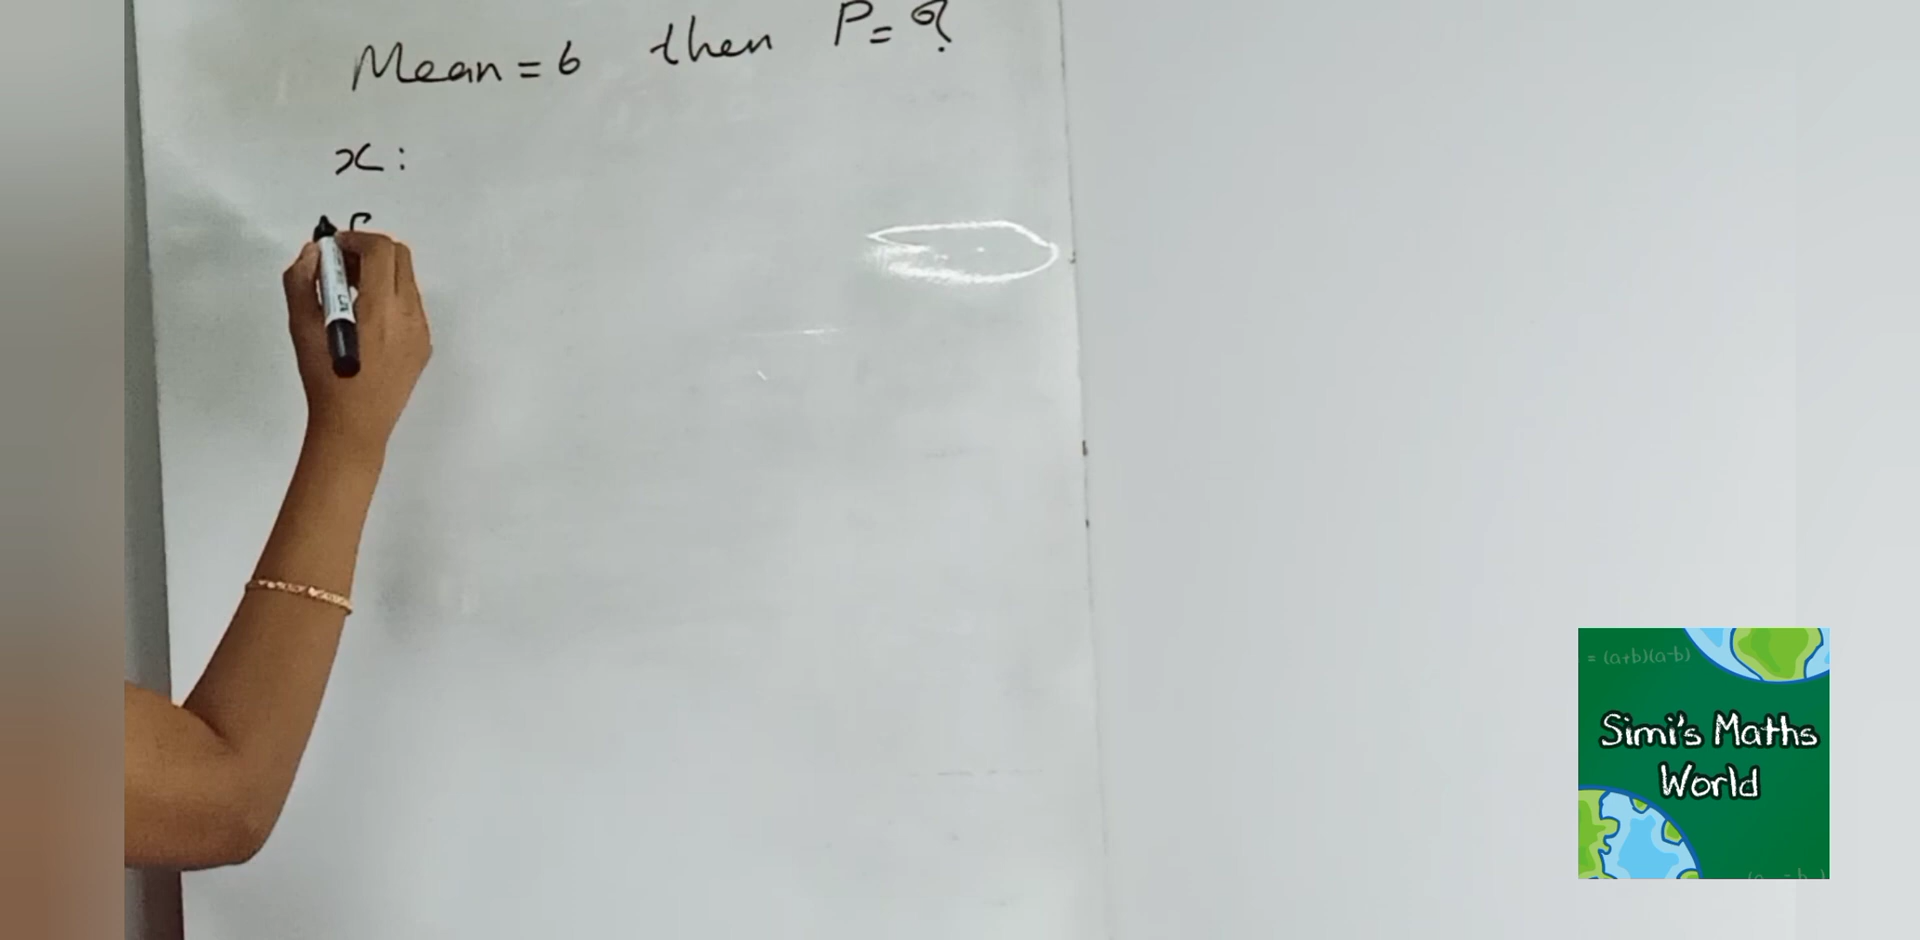 Mean = 6 then P = ?
x :
f
= (a+b)(a-b)
Simi's Maths
World